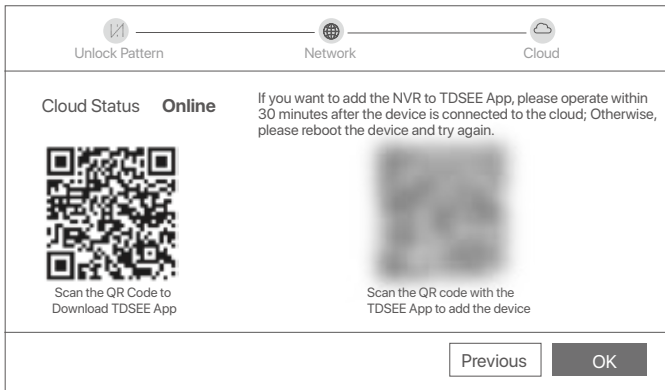 Unlock Pattern
Network
Cloud
Cloud Status Online
If you want to add the NVR to TDSEE App, please operate within
30 minutes after the device is connected to the cloud; Otherwise,
please reboot the device and try again.
Scan the QR Code to
Download TDSEE App
Scan the QR code with the
TDSEE App to add the device
Previous
OK